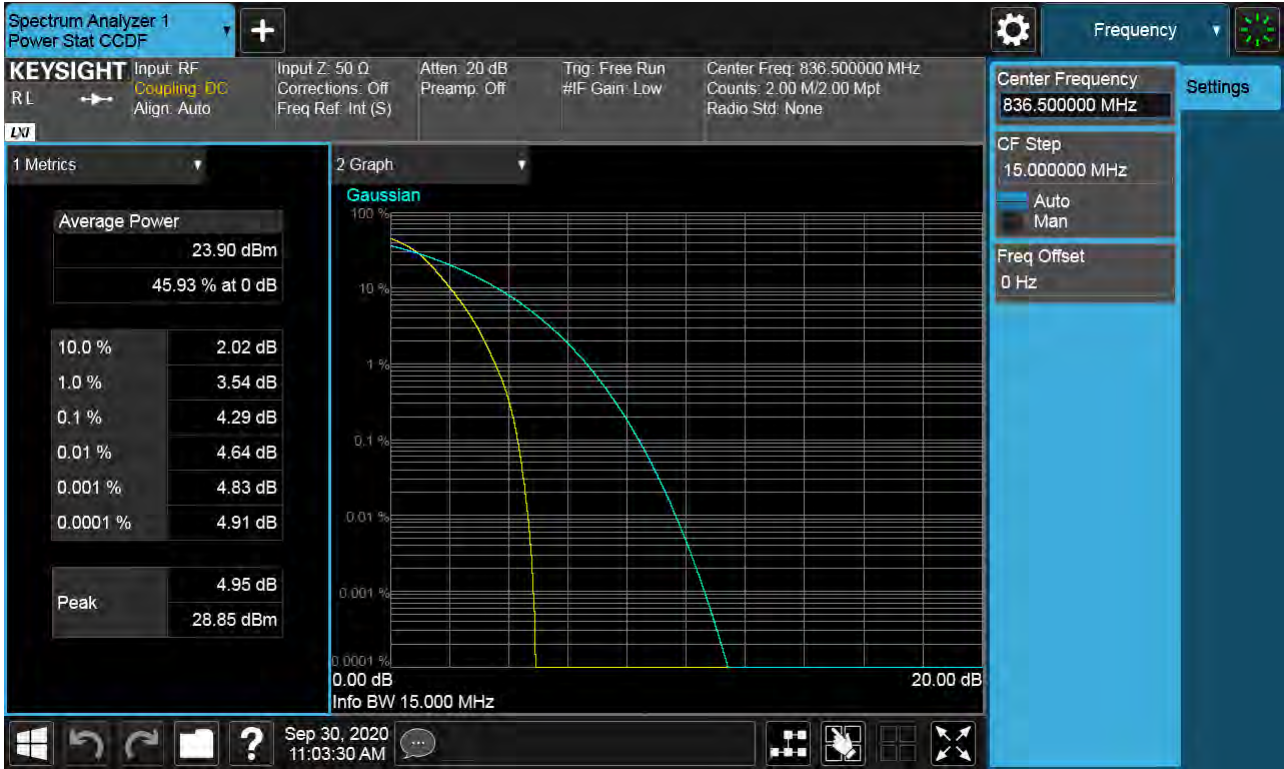 Spectrum Analyzer 1
Power Stat CCDF
+
Frequency
KEYSIGHT
R L
LXI
Input: RF
Coupling: DC
Align: Auto
Input Z: 50 Ω
Corrections: Off
Freq Ref: Int (S)
Atten: 20 dB
Preamp: Off
Trig: Free Run
#IF Gain: Low
Center Freq: 836.500000 MHz
Counts: 2.00 M/2.00 Mpt
Radio Std: None
Center Frequency
836.500000 MHz
Settings
CF Step
15.000000 MHz
Auto
Man
Freq Offset
0 Hz
1 Metrics
Average Power
23.90 dBm
45.93 % at 0 dB
10.0 % 2.02 dB
1.0 % 3.54 dB
0.1 % 4.29 dB
0.01 % 4.64 dB
0.001 % 4.83 dB
0.0001 % 4.91 dB
Peak
4.95 dB
28.85 dBm
2 Graph
Gaussian
100 %
10 %
1 %
0.1 %
0.01 %
0.001 %
0.0001 %
0.00 dB 20.00 dB
Info BW 15.000 MHz
?
Sep 30, 2020
11:03:30 AM